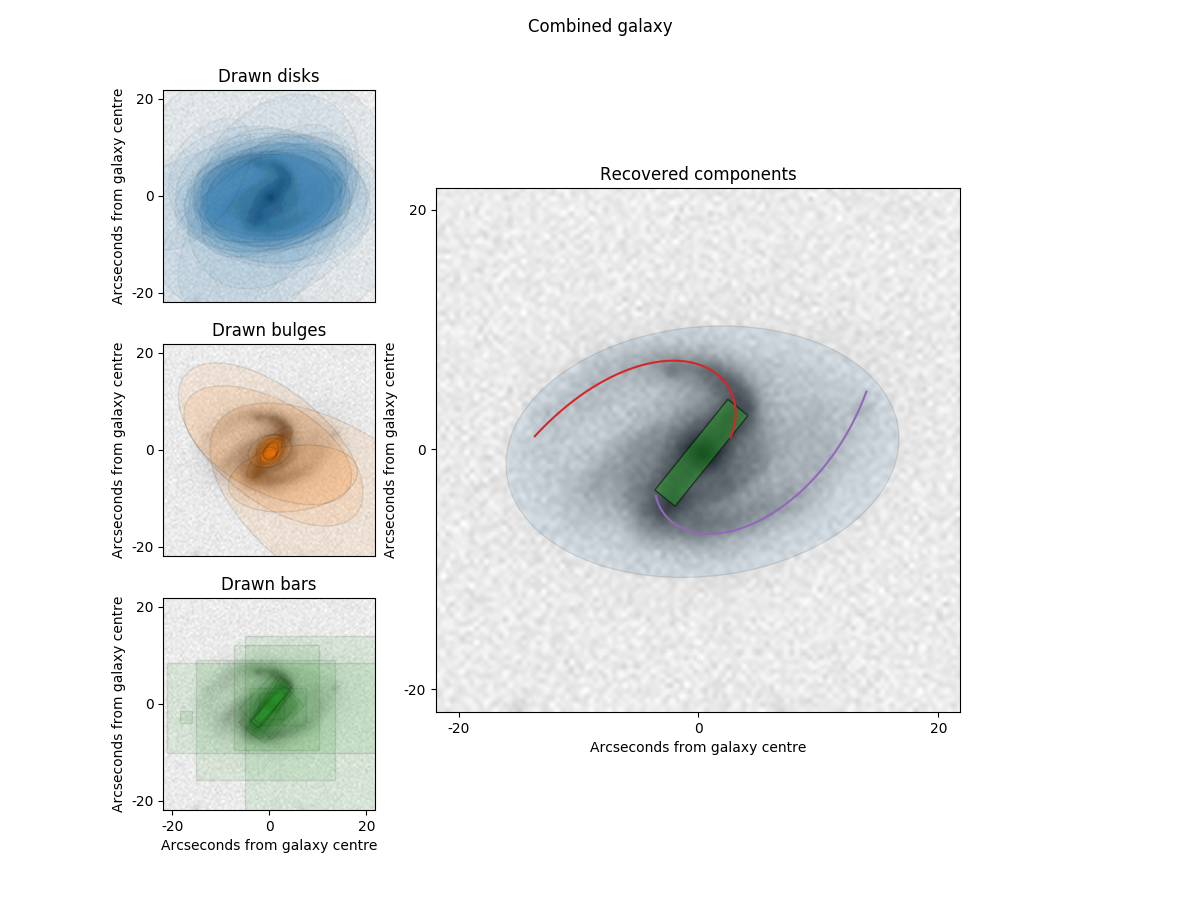 Combined galaxy
Drawn disks
Arcseconds from galaxy centre
20
0
-20
Drawn bulges
Arcseconds from galaxy centre
20
0
-20
Drawn bars
Arcseconds from galaxy centre
20
0
-20
-20 0 20
Arcseconds from galaxy centre
Recovered components
Arcseconds from galaxy centre
20
0
-20
-20 0 20
Arcseconds from galaxy centre